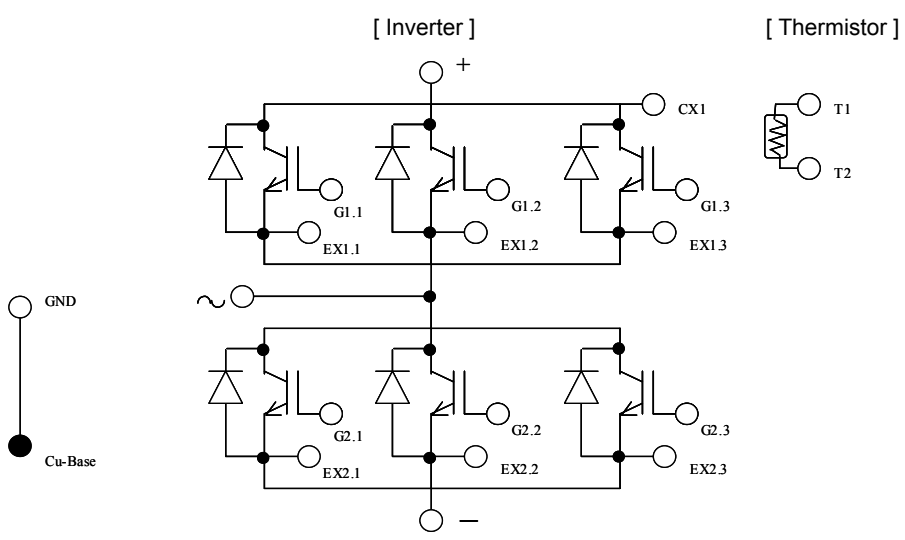 [ Inverter ]
[ Thermistor ]
+
CX1
T1
T2
G1.1
G1.2
G1.3
EX1.1
EX1.2
EX1.3
GND
~
G2.1
G2.2
G2.3
Cu-Base
EX2.1
EX2.2
EX2.3
—